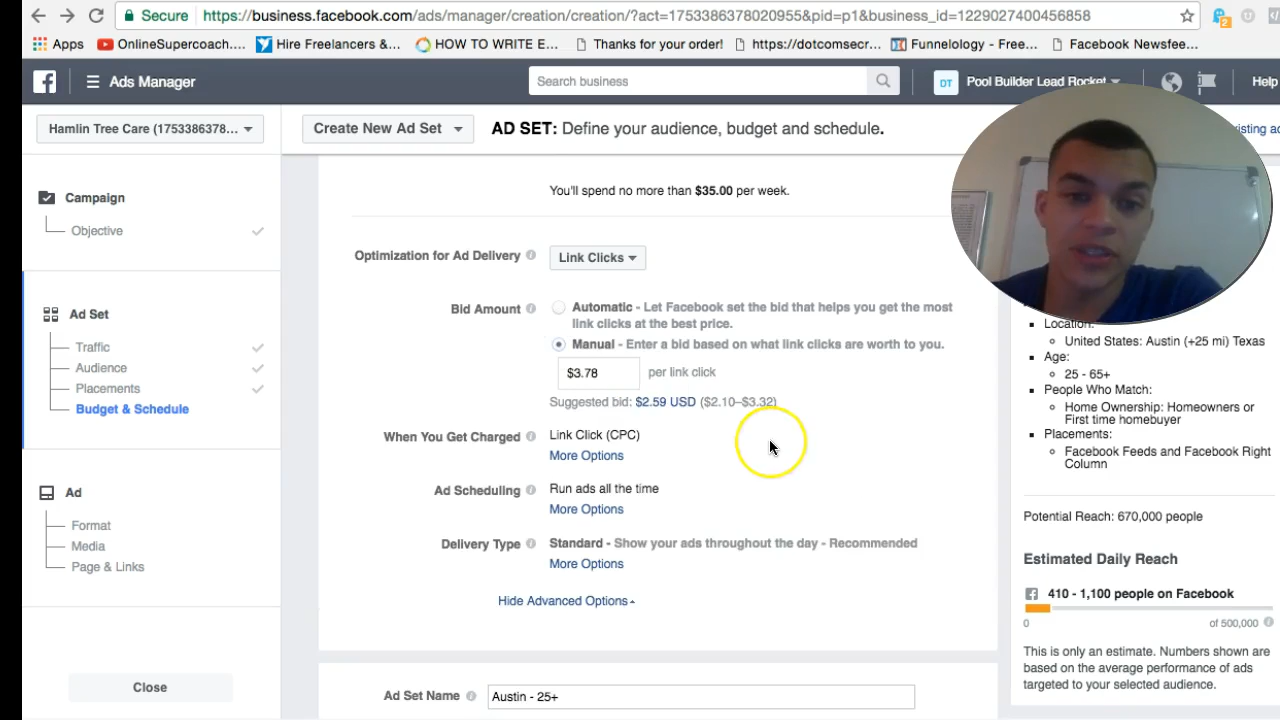 Secure https://business.facebook.com/ads/manager/creation/creation/?act=1753386378020955&pid=p1&business_id=1229027400456858
2
Apps OnlineSupercoach.... Hire Freelancers &... HOW TO WRITE E... Thanks for your order! https://dotcomsecr... Funnelology - Free... Facebook Newsfee...
Ads Manager Search business DT Pool Builder Lead Rocket Help
Hamlin Tree Care (1753386378... Create New Ad Set AD SET: Define your audience, budget and schedule. isting ad
Campaign
Objective
Ad Set
Traffic
Audience
Placements
Budget & Schedule
Ad
Format
Media
Page & Links
Close
You'll spend no more than $35.00 per week.
Optimization for Ad Delivery Link Clicks
Bid Amount Automatic - Let Facebook set the bid that helps you get the most
link clicks at the best price.
Manual - Enter a bid based on what link clicks are worth to you.
$3.78 per link click
Suggested bid: $2.59 USD ($2.10–$3.32)
When You Get Charged Link Click (CPC)
More Options
Ad Scheduling Run ads all the time
More Options
Delivery Type Standard - Show your ads throughout the day - Recommended
More Options
Hide Advanced Options
Ad Set Name Austin - 25+
Location:
United States: Austin (+25 mi) Texas
Age:
25 - 65+
People Who Match:
Home Ownership: Homeowners or
First time homebuyer
Placements:
Facebook Feeds and Facebook Right
Column
Potential Reach: 670,000 people
Estimated Daily Reach
410 - 1,100 people on Facebook
0 of 500,000
This is only an estimate. Numbers shown are
based on the average performance of ads
targeted to your selected audience.